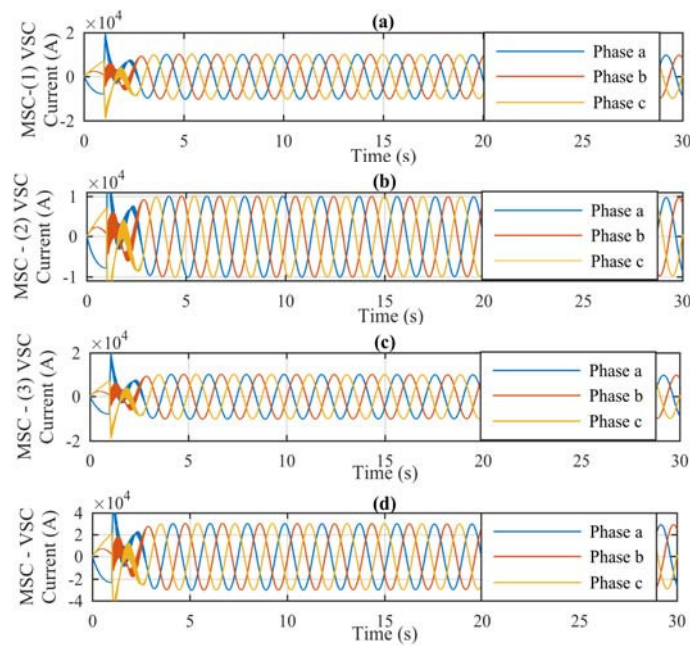 (a)
×10⁴
MSC-(1) VSC
Current (A)
2
0
-2
0 5 10 15 20 25 30
Time (s)
Phase a
Phase b
Phase c
(b)
×10⁴
MSC - (2) VSC
Current (A)
1
0
-1
0 5 10 15 20 25 30
Time (s)
Phase a
Phase b
Phase c
(c)
×10⁴
MSC - (3) VSC
Current (A)
2
0
-2
0 5 10 15 20 25 30
Time (s)
Phase a
Phase b
Phase c
(d)
×10⁴
MSC - VSC
Current (A)
4
2
0
-2
-4
0 5 10 15 20 25 30
Time (s)
Phase a
Phase b
Phase c